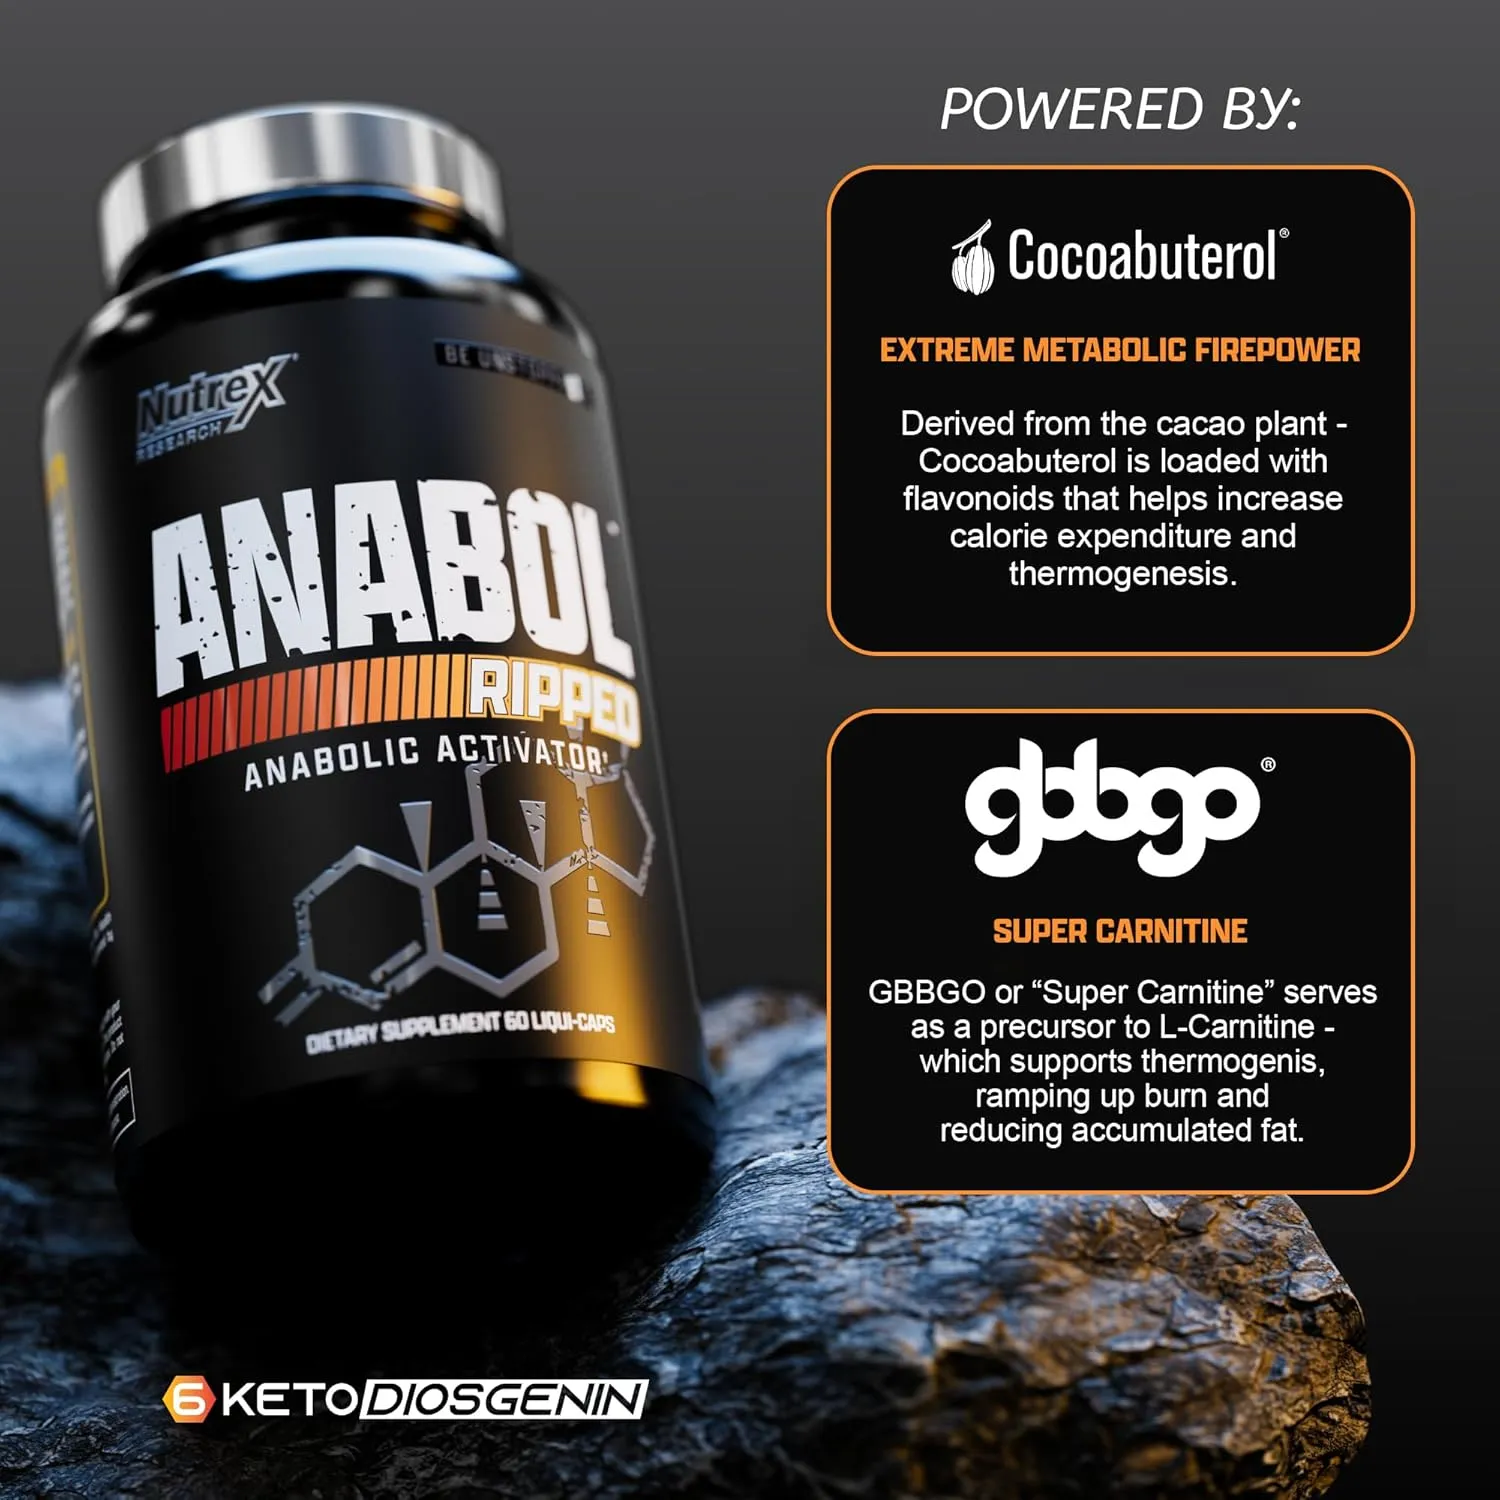 POWERED BY:
Cocoabuterol®
EXTREME METABOLIC FIREPOWER
Derived from the cacao plant -
Cocoabuterol is loaded with
flavonoids that helps increase
calorie expenditure and
thermogenesis.
gbbgo®
SUPER CARNITINE
GBBGO or “Super Carnitine” serves
as a precursor to L-Carnitine -
which supports thermogenis,
ramping up burn and
reducing accumulated fat.
Nutrex
RESEARCH
BE
ANABOL
RIPPED
ANABOLIC ACTIVATOR
DIETARY SUPPLEMENT 60 LIQUI-CAPS
6 KETODIOSGENIN